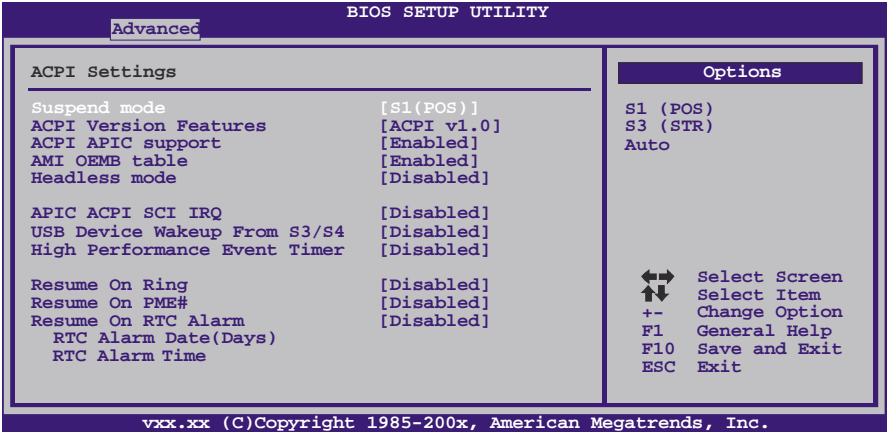 BIOS SETUP UTILITY
Advanced
ACPI Settings
Suspend mode [S1(POS)]
ACPI Version Features [ACPI v1.0]
ACPI APIC support [Enabled]
AMI OEMB table [Enabled]
Headless mode [Disabled]
APIC ACPI SCI IRQ [Disabled]
USB Device Wakeup From S3/S4 [Disabled]
High Performance Event Timer [Disabled]
Resume On Ring [Disabled]
Resume On PME# [Disabled]
Resume On RTC Alarm [Disabled]
RTC Alarm Date(Days)
RTC Alarm Time
Options
S1 (POS)
S3 (STR)
Auto
Select Screen
Select Item
+- Change Option
F1 General Help
F10 Save and Exit
ESC Exit
vxx.xx (C)Copyright 1985-200x, American Megatrends, Inc.